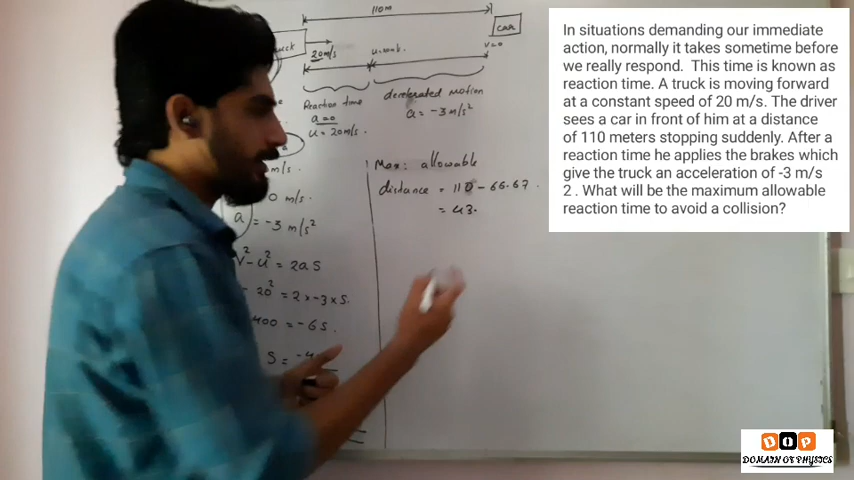 110m
car
20m/s
v=0
Reaction time
decelerated motion
a=0
a = -3m/s²
u = 20m/s.
m/s.
0 m/s.
a = -3 m/s²
v² - u² = 2as
- 20² = 2 x -3 x S.
400 = -6s.
S = -4
Max: allowable
distance = 110 - 66.67
= 43.
In situations demanding our immediate
action, normally it takes sometime before
we really respond. This time is known as
reaction time. A truck is moving forward
at a constant speed of 20 m/s. The driver
sees a car in front of him at a distance
of 110 meters stopping suddenly. After a
reaction time he applies the brakes which
give the truck an acceleration of -3 m/s
2 . What will be the maximum allowable
reaction time to avoid a collision?
DOP
DOMAIN OF PHYSICS